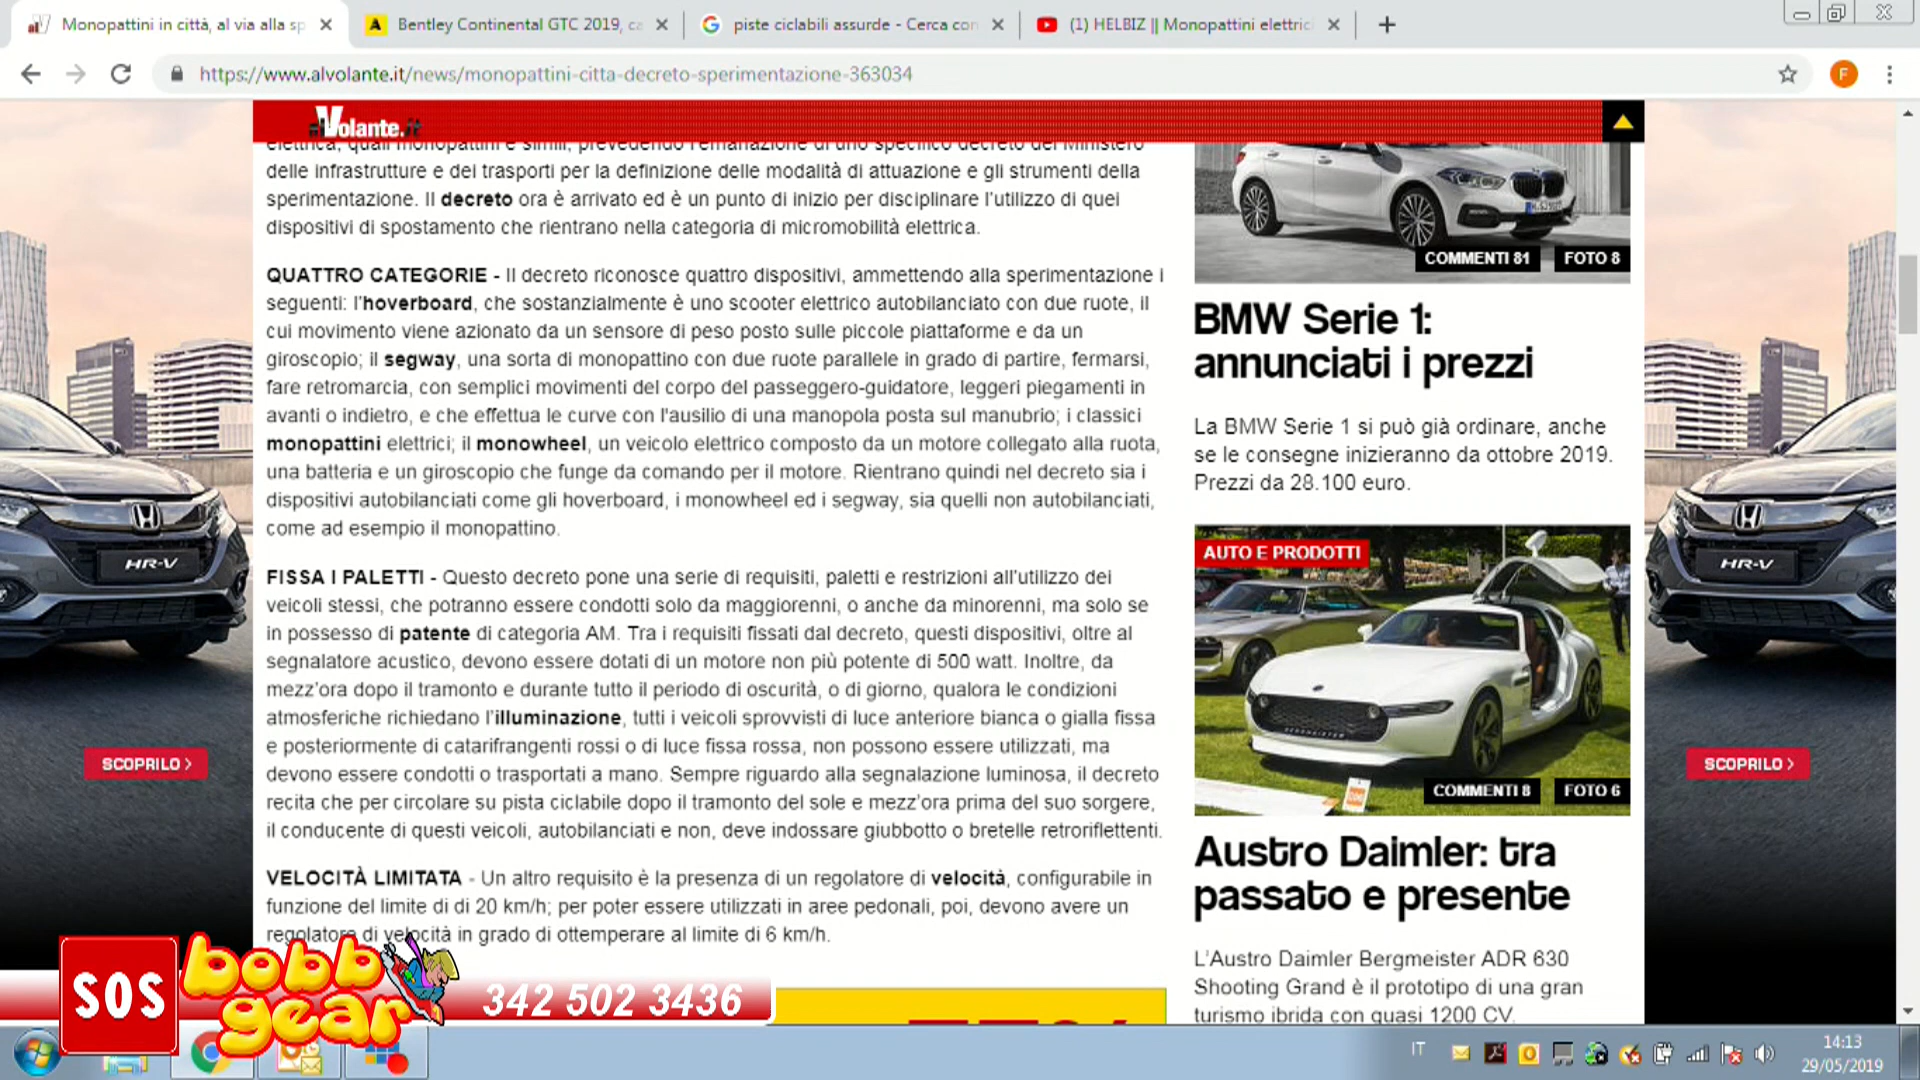 Monopattini in città, al via alla sp
Bentley Continental GTC 2019, ca
piste ciclabili assurde - Cerca con
(1) HELBIZ || Monopattini elettric
https://www.alvolante.it/news/monopattini-citta-decreto-sperimentazione-363034
F
alVolante.it
elettrica, quali monopattini e simili, prevedendo l'emanazione di uno specifico decreto del Ministero
delle infrastrutture e dei trasporti per la definizione delle modalità di attuazione e gli strumenti della
sperimentazione. Il decreto ora è arrivato ed è un punto di inizio per disciplinare l'utilizzo di quei
dispositivi di spostamento che rientrano nella categoria di micromobilità elettrica.
QUATTRO CATEGORIE - Il decreto riconosce quattro dispositivi, ammettendo alla sperimentazione i
seguenti: l'hoverboard, che sostanzialmente è uno scooter elettrico autobilanciato con due ruote, il
cui movimento viene azionato da un sensore di peso posto sulle piccole piattaforme e da un
giroscopio; il segway, una sorta di monopattino con due ruote parallele in grado di partire, fermarsi,
fare retromarcia, con semplici movimenti del corpo del passeggero-guidatore, leggeri piegamenti in
avanti o indietro, e che effettua le curve con l'ausilio di una manopola posta sul manubrio; i classici
monopattini elettrici; il monowheel, un veicolo elettrico composto da un motore collegato alla ruota,
una batteria e un giroscopio che funge da comando per il motore. Rientrano quindi nel decreto sia i
dispositivi autobilanciati come gli hoverboard, i monowheel ed i segway, sia quelli non autobilanciati,
come ad esempio il monopattino.
FISSA I PALETTI - Questo decreto pone una serie di requisiti, paletti e restrizioni all'utilizzo dei
veicoli stessi, che potranno essere condotti solo da maggiorenni, o anche da minorenni, ma solo se
in possesso di patente di categoria AM. Tra i requisiti fissati dal decreto, questi dispositivi, oltre al
segnalatore acustico, devono essere dotati di un motore non più potente di 500 watt. Inoltre, da
mezz'ora dopo il tramonto e durante tutto il periodo di oscurità, o di giorno, qualora le condizioni
atmosferiche richiedano l'illuminazione, tutti i veicoli sprovvisti di luce anteriore bianca o gialla fissa
e posteriormente di catarifrangenti rossi o di luce fissa rossa, non possono essere utilizzati, ma
devono essere condotti o trasportati a mano. Sempre riguardo alla segnalazione luminosa, il decreto
recita che per circolare su pista ciclabile dopo il tramonto del sole e mezz'ora prima del suo sorgere,
il conducente di questi veicoli, autobilanciati e non, deve indossare giubbotto o bretelle retroriflettenti.
VELOCITÀ LIMITATA - Un altro requisito è la presenza di un regolatore di velocità, configurabile in
funzione del limite di di 20 km/h; per poter essere utilizzati in aree pedonali, poi, devono avere un
regolatore di velocità in grado di ottemperare al limite di 6 km/h.
COMMENTI 81 FOTO 8
BMW Serie 1:
annunciati i prezzi
La BMW Serie 1 si può già ordinare, anche
se le consegne inizieranno da ottobre 2019.
Prezzi da 28.100 euro.
AUTO E PRODOTTI
COMMENTI 8 FOTO 6
Austro Daimler: tra
passato e presente
L'Austro Daimler Bergmeister ADR 630
Shooting Grand è il prototipo di una gran
turismo ibrida con quasi 1200 CV.
HR-V
SCOPRILO >
HR-V
SCOPRILO >
SOS
bobb
gear
342 502 3436
IT
14:13
29/05/2019